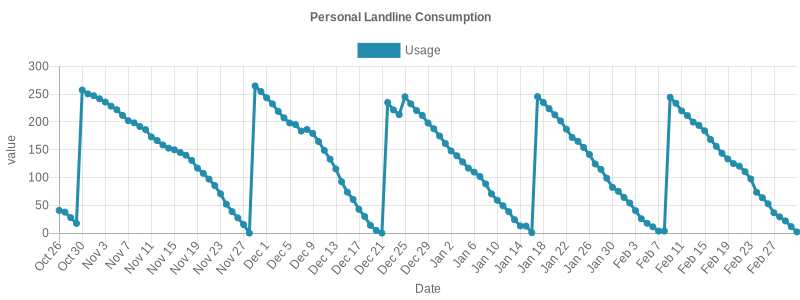 Personal Landline Consumption
Usage
300
250
200
150
100
50
0
value
Oct 26
Oct 30
Nov 3
Nov 7
Nov 11
Nov 15
Nov 19
Nov 23
Nov 27
Dec 1
Dec 5
Dec 9
Dec 13
Dec 17
Dec 21
Dec 25
Dec 29
Jan 2
Jan 6
Jan 10
Jan 14
Jan 18
Jan 22
Jan 26
Jan 30
Feb 3
Feb 7
Feb 11
Feb 15
Feb 19
Feb 23
Feb 27
Date